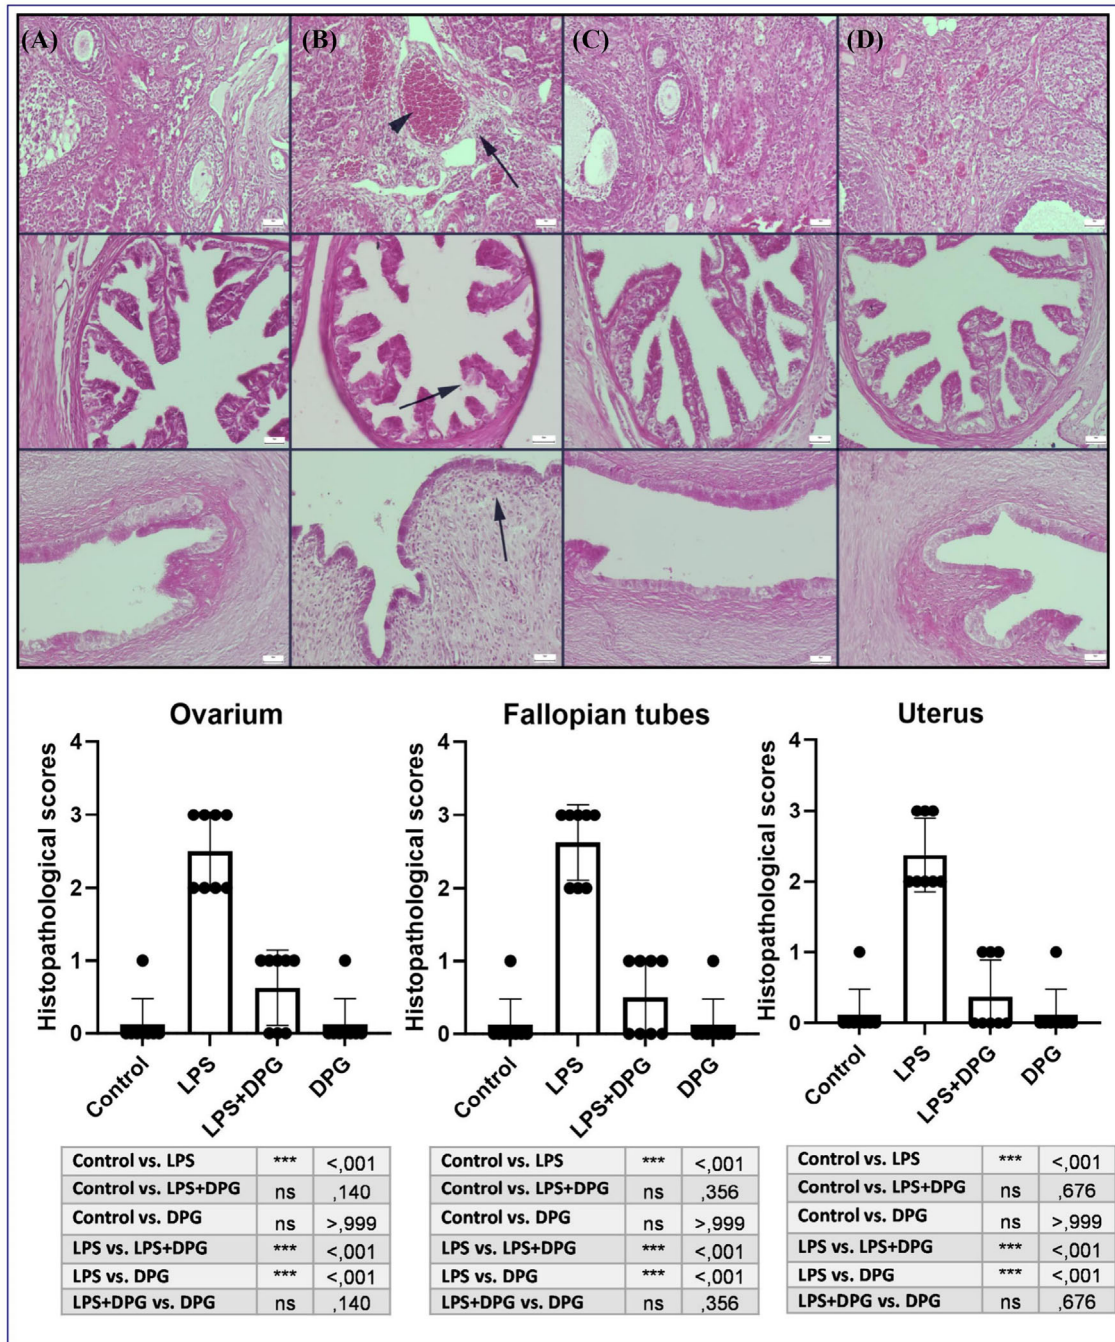 (A) (B) (C) (D)
Ovarium
Histopathological scores
4
3
2
1
0
Control
LPS
LPS+DPG
DPG
Fallopian tubes
Histopathological scores
4
3
2
1
0
Control
LPS
LPS+DPG
DPG
Uterus
Histopathological scores
4
3
2
1
0
Control
LPS
LPS+DPG
DPG
Control vs. LPS *** <,001
Control vs. LPS+DPG ns ,140
Control vs. DPG ns >,999
LPS vs. LPS+DPG *** <,001
LPS vs. DPG *** <,001
LPS+DPG vs. DPG ns ,140
Control vs. LPS *** <,001
Control vs. LPS+DPG ns ,356
Control vs. DPG ns >,999
LPS vs. LPS+DPG *** <,001
LPS vs. DPG *** <,001
LPS+DPG vs. DPG ns ,356
Control vs. LPS *** <,001
Control vs. LPS+DPG ns ,676
Control vs. DPG ns >,999
LPS vs. LPS+DPG *** <,001
LPS vs. DPG *** <,001
LPS+DPG vs. DPG ns ,676